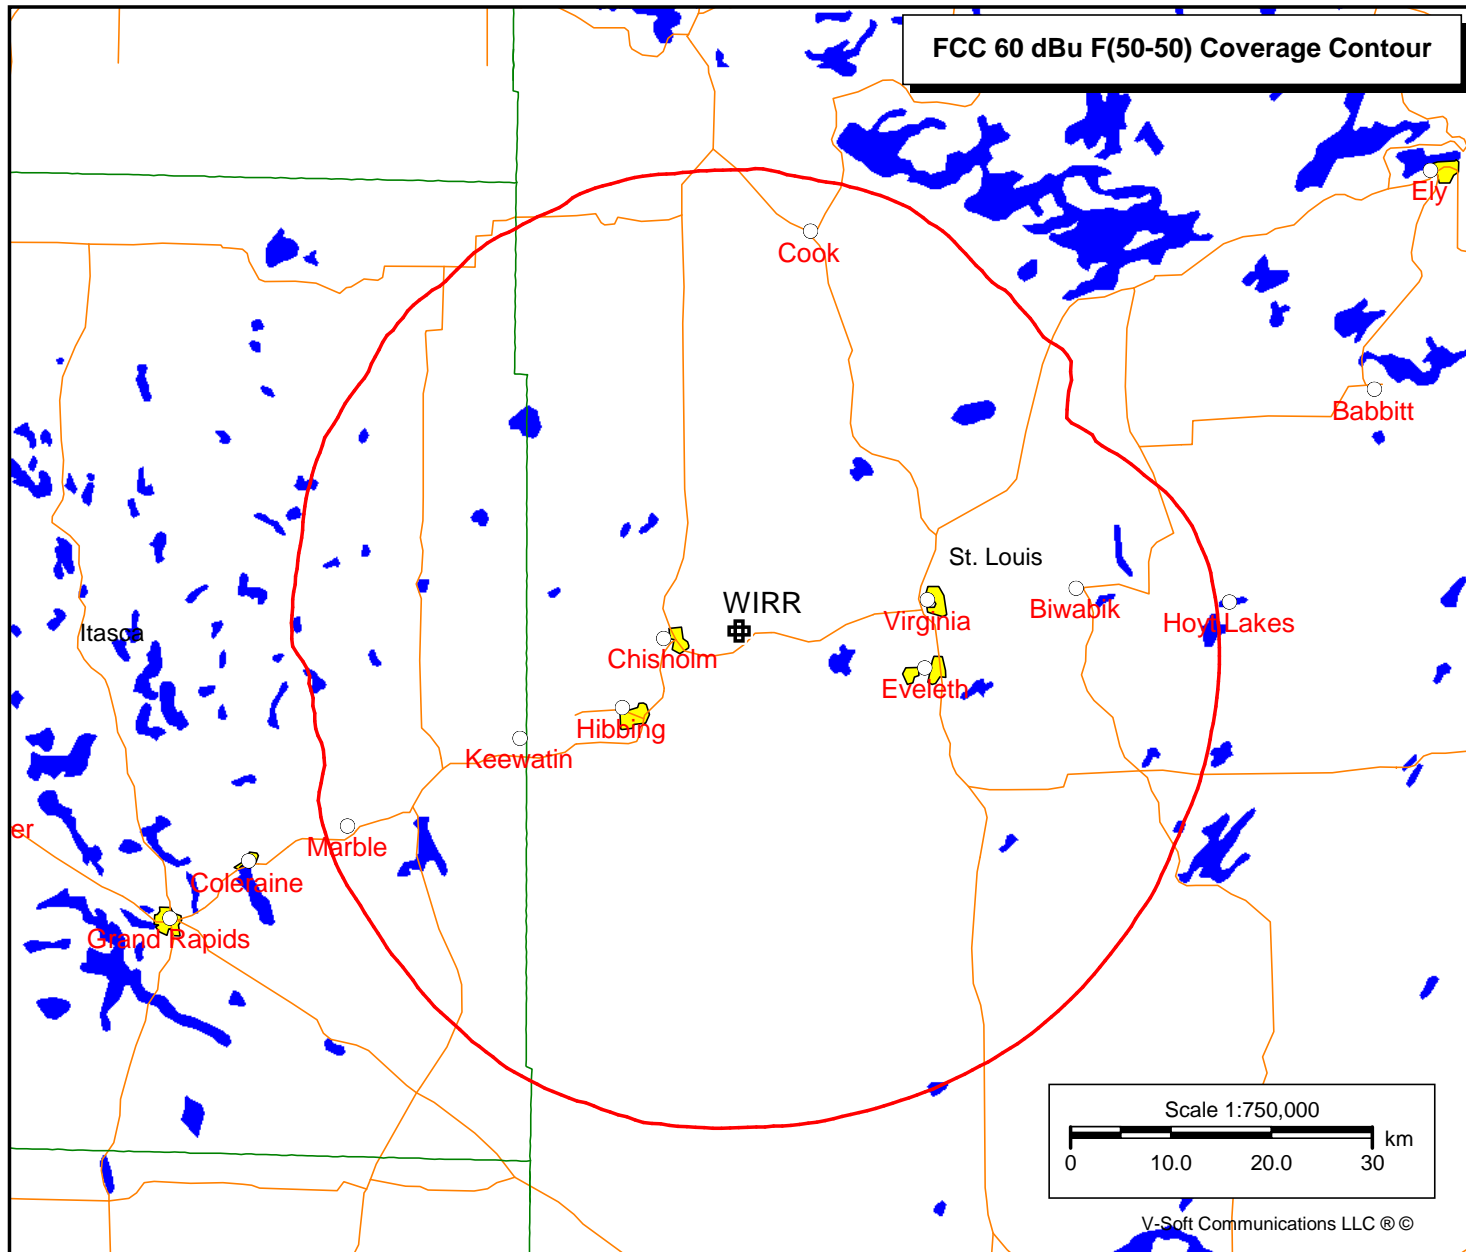 FCC 60 dBu F(50-50) Coverage Contour
Ely
Cook
Babbitt
St. Louis
WIRR
Virginia
Biwabik
Hoyt Lakes
Itasca
Chisholm
Eveleth
Hibbing
Keewatin
er
Marble
Coleraine
Grand Rapids
Scale 1:750,000
km
0 10.0 20.0 30
V-Soft Communications LLC ® ©